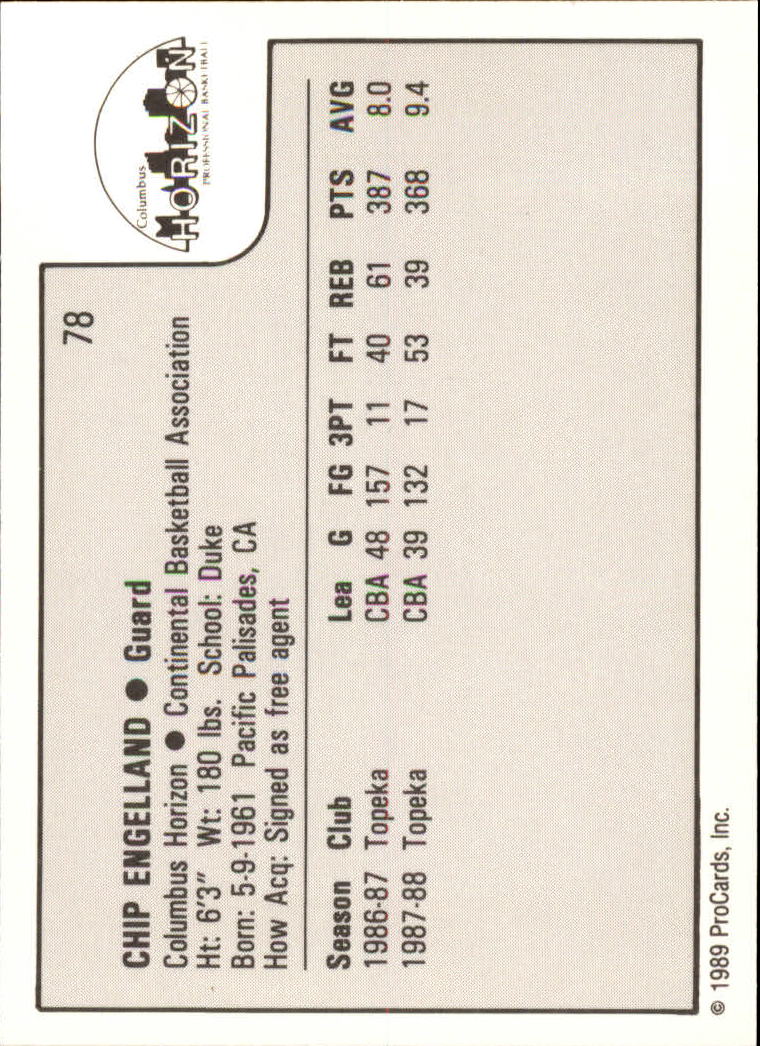 Columbus
HORIZON
PROFESSIONAL BASKETBALL
78
CHIP ENGELLAND ● Guard
Columbus Horizon ● Continental Basketball Association
Ht: 6'3" Wt: 180 lbs. School: Duke
Born: 5-9-1961 Pacific Palisades, CA
How Acq: Signed as free agent
Season Club Lea G FG 3PT FT REB PTS AVG
1986-87 Topeka CBA 48 157 11 40 61 387 8.0
1987-88 Topeka CBA 39 132 17 53 39 368 9.4
© 1989 ProCards, Inc.